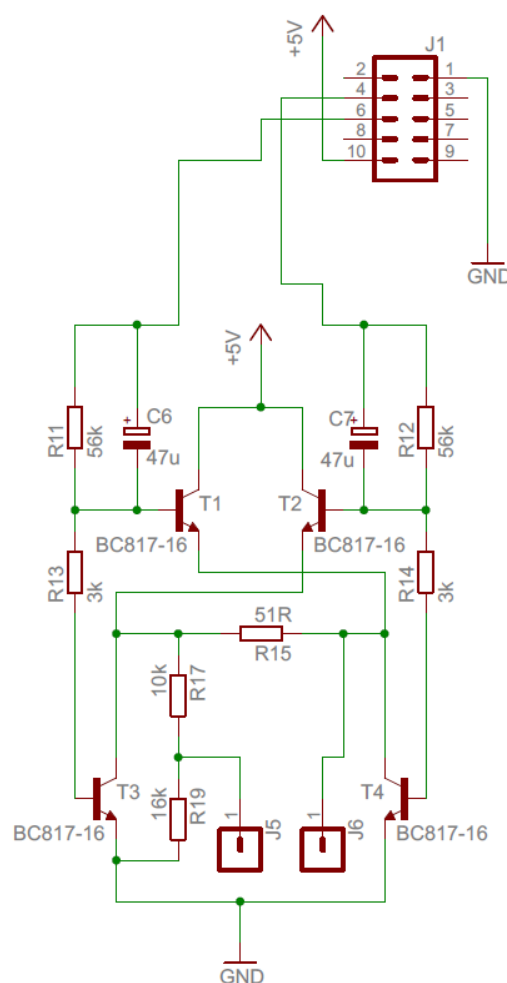 +5V
J1
2 1
4 3
6 5
8 7
10 9
GND
+5V
R11
56k
+
C6
47u
+
C7
47u
R12
56k
T1
T2
BC817-16
BC817-16
R13
3k
R14
3k
51R
R15
10k
R17
T3
16k
R19
1
J5
1
J6
T4
BC817-16
BC817-16
GND